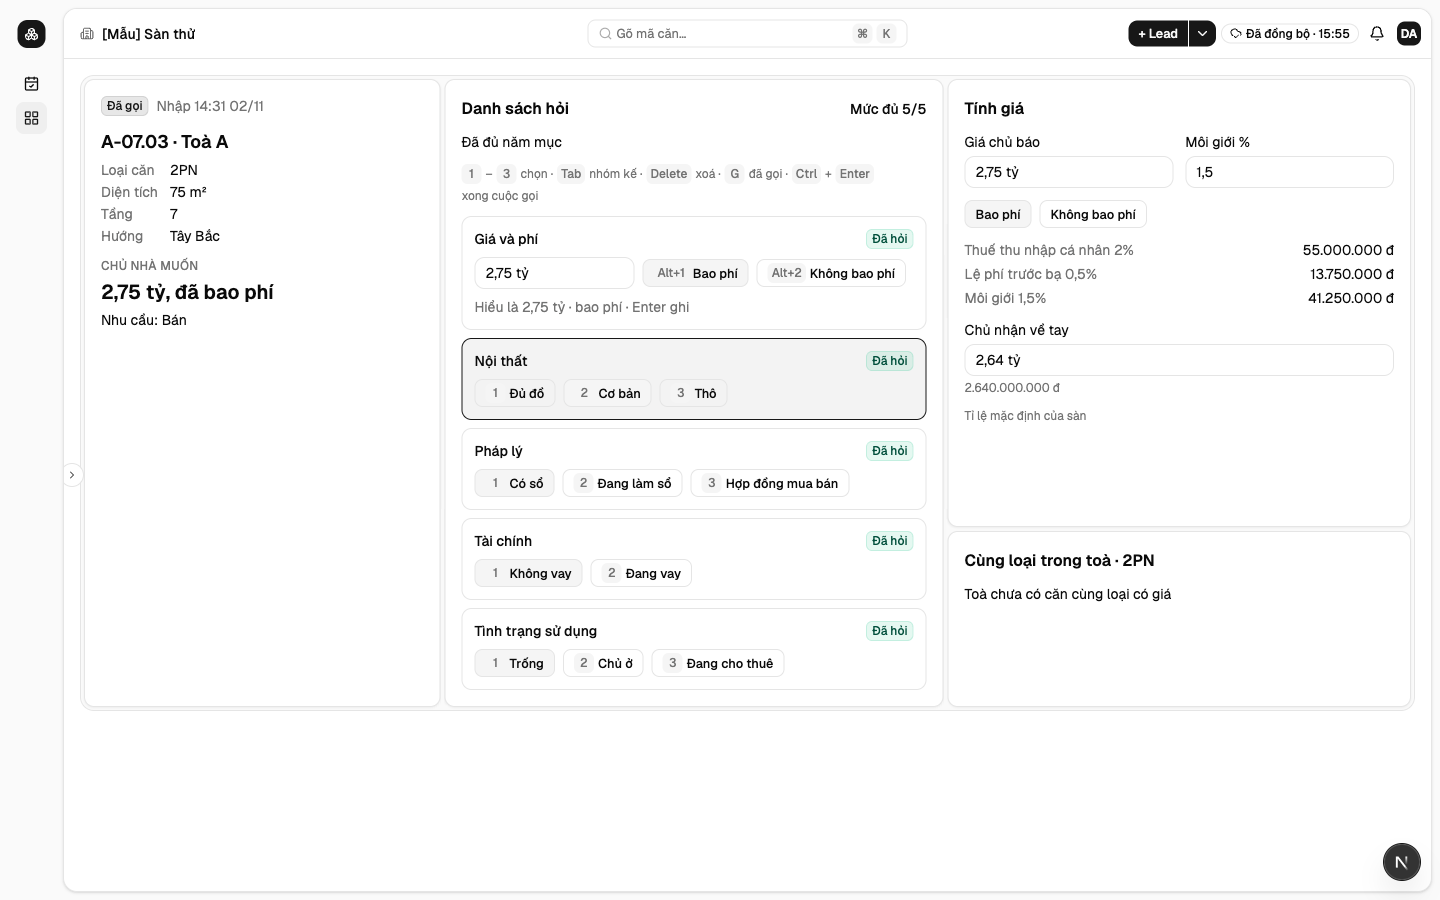 [Mẫu] Sàn thử
Gõ mã căn...
⌘ K
+ Lead
Đã đồng bộ · 15:55
DA
Đã gọi Nhập 14:31 02/11
A-07.03 · Toà A
Loại căn 2PN
Diện tích 75 m²
Tầng 7
Hướng Tây Bắc
CHỦ NHÀ MUỐN
2,75 tỷ, đã bao phí
Nhu cầu: Bán
Danh sách hỏi Mức đủ 5/5
Đã đủ năm mục
1 – 3 chọn · Tab nhóm kế · Delete xoá · G đã gọi · Ctrl + Enter
xong cuộc gọi
Giá và phí Đã hỏi
2,75 tỷ Alt+1 Bao phí Alt+2 Không bao phí
Hiểu là 2,75 tỷ · bao phí · Enter ghi
Nội thất Đã hỏi
1 Đủ đồ 2 Cơ bản 3 Thô
Pháp lý Đã hỏi
1 Có sổ 2 Đang làm sổ 3 Hợp đồng mua bán
Tài chính Đã hỏi
1 Không vay 2 Đang vay
Tình trạng sử dụng Đã hỏi
1 Trống 2 Chủ ở 3 Đang cho thuê
Tính giá
Giá chủ báo Môi giới %
2,75 tỷ 1,5
Bao phí Không bao phí
Thuế thu nhập cá nhân 2% 55.000.000 đ
Lệ phí trước bạ 0,5% 13.750.000 đ
Môi giới 1,5% 41.250.000 đ
Chủ nhận về tay
2,64 tỷ
2.640.000.000 đ
Tỉ lệ mặc định của sàn
Cùng loại trong toà · 2PN
Toà chưa có căn cùng loại có giá
N